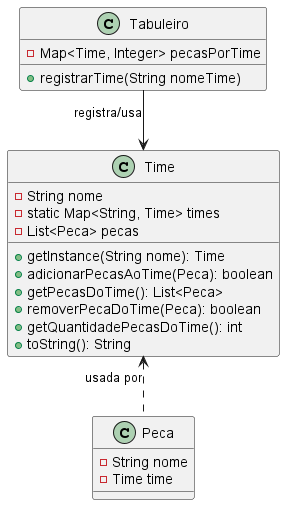 C Tabuleiro
Map<Time, Integer> pecasPorTime
registrarTime(String nomeTime)
registra/usa
C Time
String nome
static Map<String, Time> times
List<Peca> pecas
getInstance(String nome): Time
adicionarPecasAoTime(Peca): boolean
getPecasDoTime(): List<Peca>
removerPecaDoTime(Peca): boolean
getQuantidadePecasDoTime(): int
toString(): String
usada por
C Peca
String nome
Time time